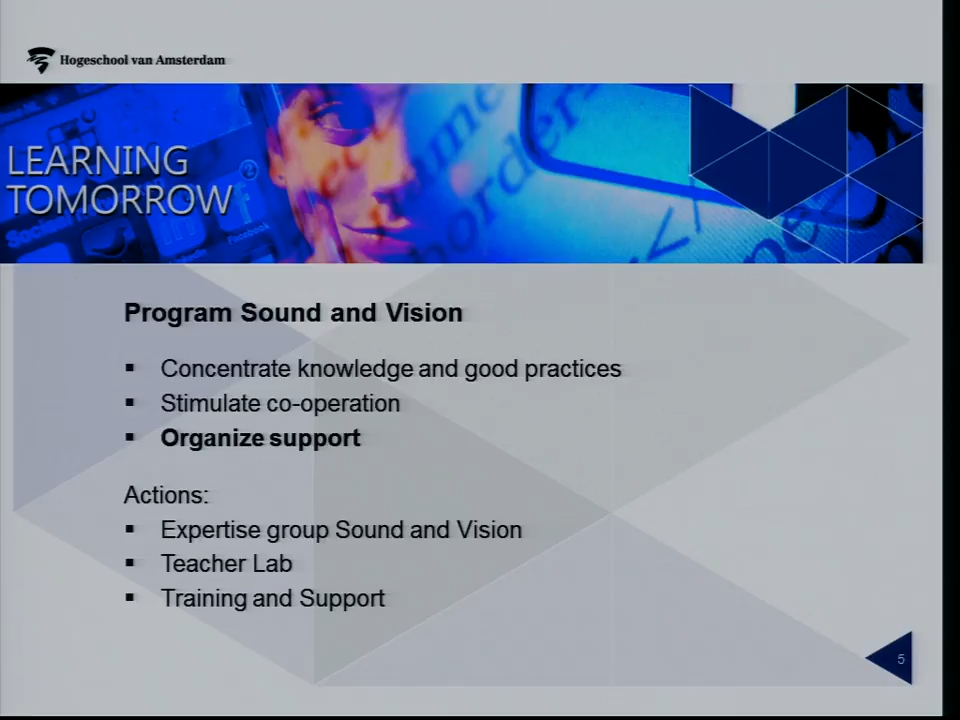 Hogeschool van Amsterdam
LEARNING
TOMORROW
Facebook
Program Sound and Vision
▪ Concentrate knowledge and good practices
▪ Stimulate co-operation
▪ Organize support
Actions:
▪ Expertise group Sound and Vision
▪ Teacher Lab
▪ Training and Support
5